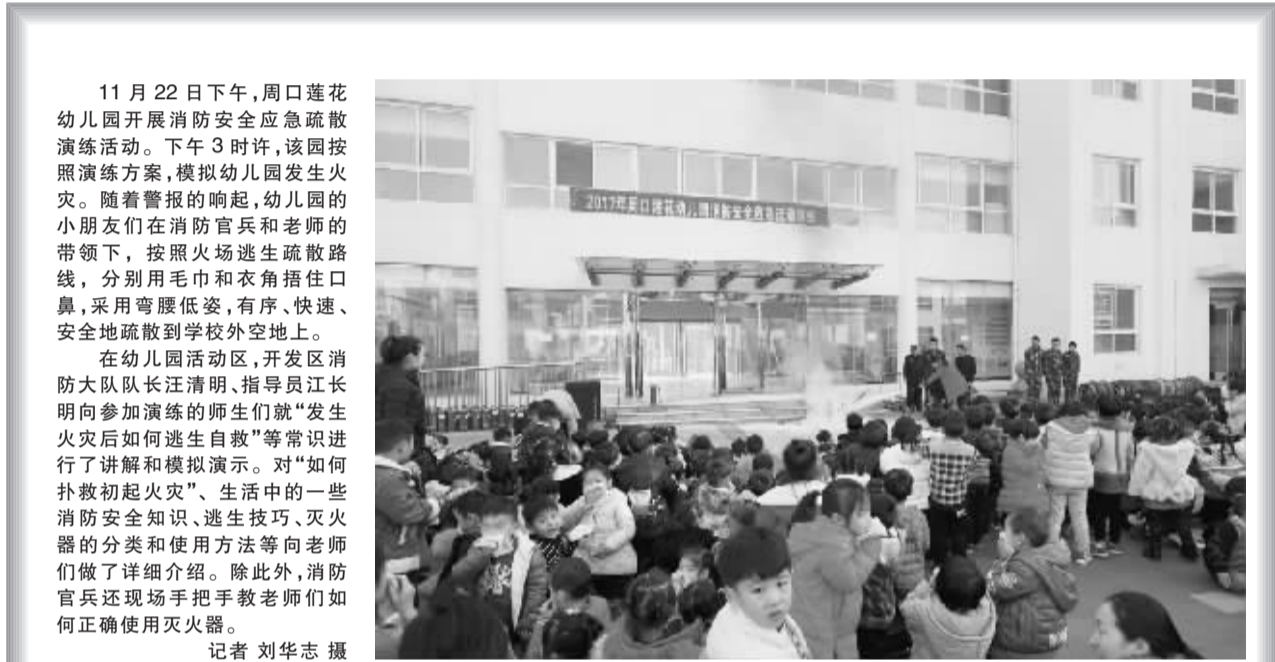 11 月 22 日下午,周口莲花
幼儿园开展消防安全应急疏散
演练活动。下午 3 时许,该园按
照演练方案,模拟幼儿园发生火
灾。随着警报的响起,幼儿园的
小朋友们在消防官兵和老师的
带领下，按照火场逃生疏散路
线，分别用毛巾和衣角捂住口
鼻,采用弯腰低姿,有序、快速、
安全地疏散到学校外空地上。
在幼儿园活动区,开发区消
防大队队长汪清明、指导员江长
明向参加演练的师生们就“发生
火灾后如何逃生自救”等常识进
行了讲解和模拟演示。对“如何
扑救初起火灾”、生活中的一些
消防安全知识、逃生技巧、灭火
器的分类和使用方法等向老师
们做了详细介绍。除此外,消防
官兵还现场手把手教老师们如
何正确使用灭火器。
记者 刘华志 摄
2017年周口莲花幼儿园消防安全应急